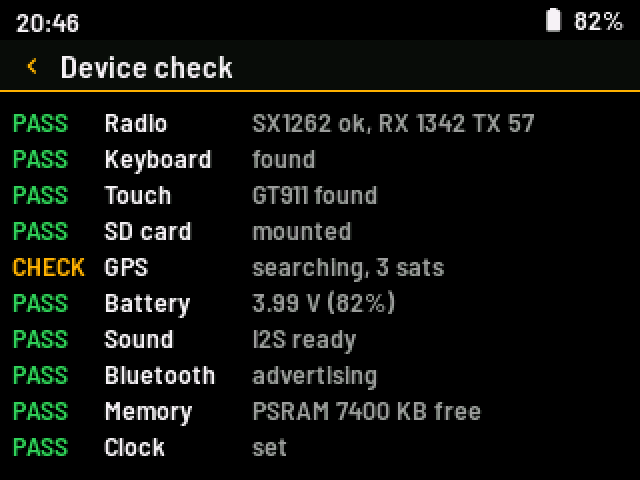 20:46 82%
‹ Device check
PASS Radio SX1262 ok, RX 1342 TX 57
PASS Keyboard found
PASS Touch GT911 found
PASS SD card mounted
CHECK GPS searching, 3 sats
PASS Battery 3.99 V (82%)
PASS Sound I2S ready
PASS Bluetooth advertising
PASS Memory PSRAM 7400 KB free
PASS Clock set